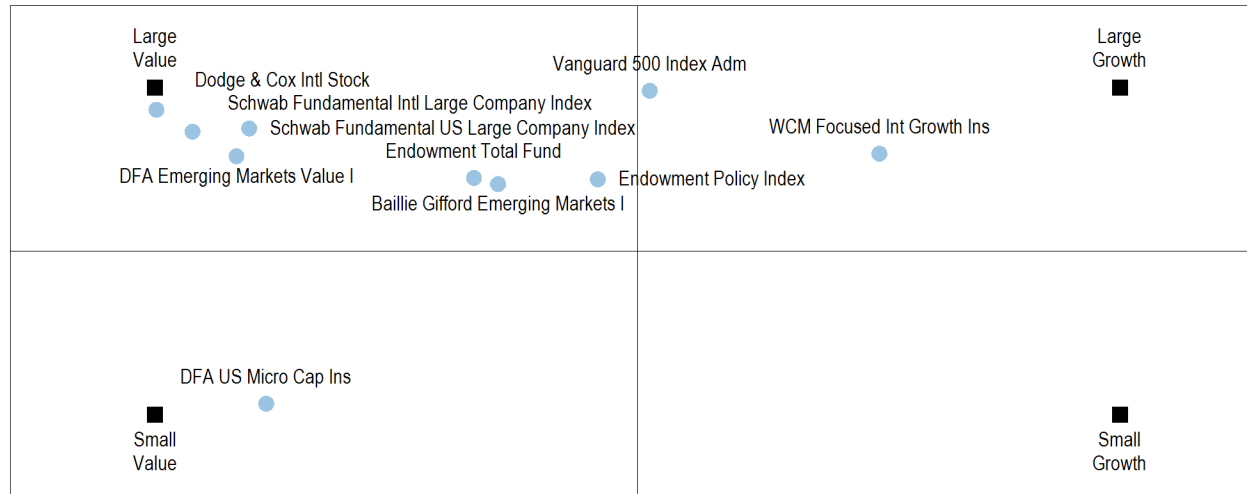 Large
Value
Large
Growth
Vanguard 500 Index Adm
Dodge & Cox Intl Stock
Schwab Fundamental Intl Large Company Index
Schwab Fundamental US Large Company Index
WCM Focused Int Growth Ins
Endowment Total Fund
DFA Emerging Markets Value I
Endowment Policy Index
Baillie Gifford Emerging Markets I
DFA US Micro Cap Ins
Small
Value
Small
Growth